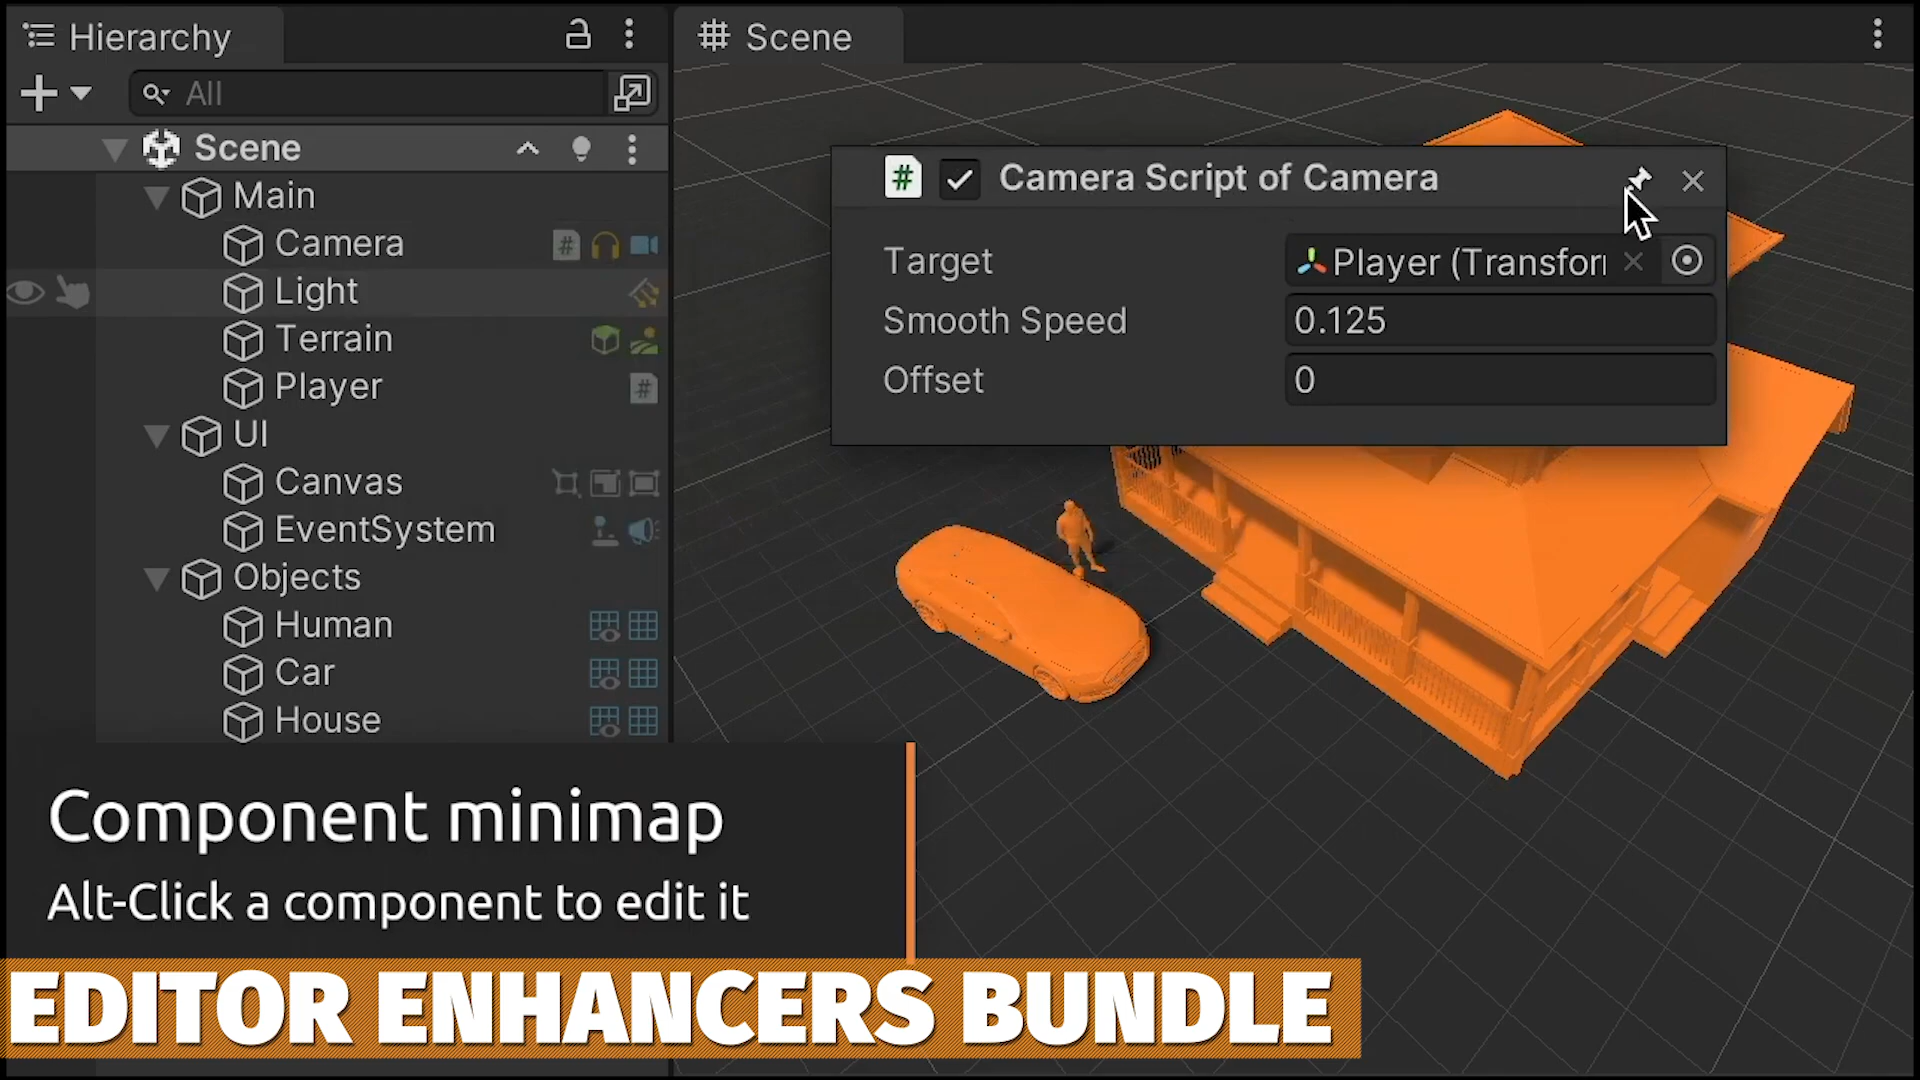 Hierarchy
All
Scene
Main
Camera
#
Light
Terrain
Player
#
UI
Canvas
EventSystem
Objects
Human
Car
House
Scene
# Camera Script of Camera
Target
Player (Transfor
Smooth Speed
0.125
Offset
0
Component minimap
Alt-Click a component to edit it
EDITOR ENHANCERS BUNDLE